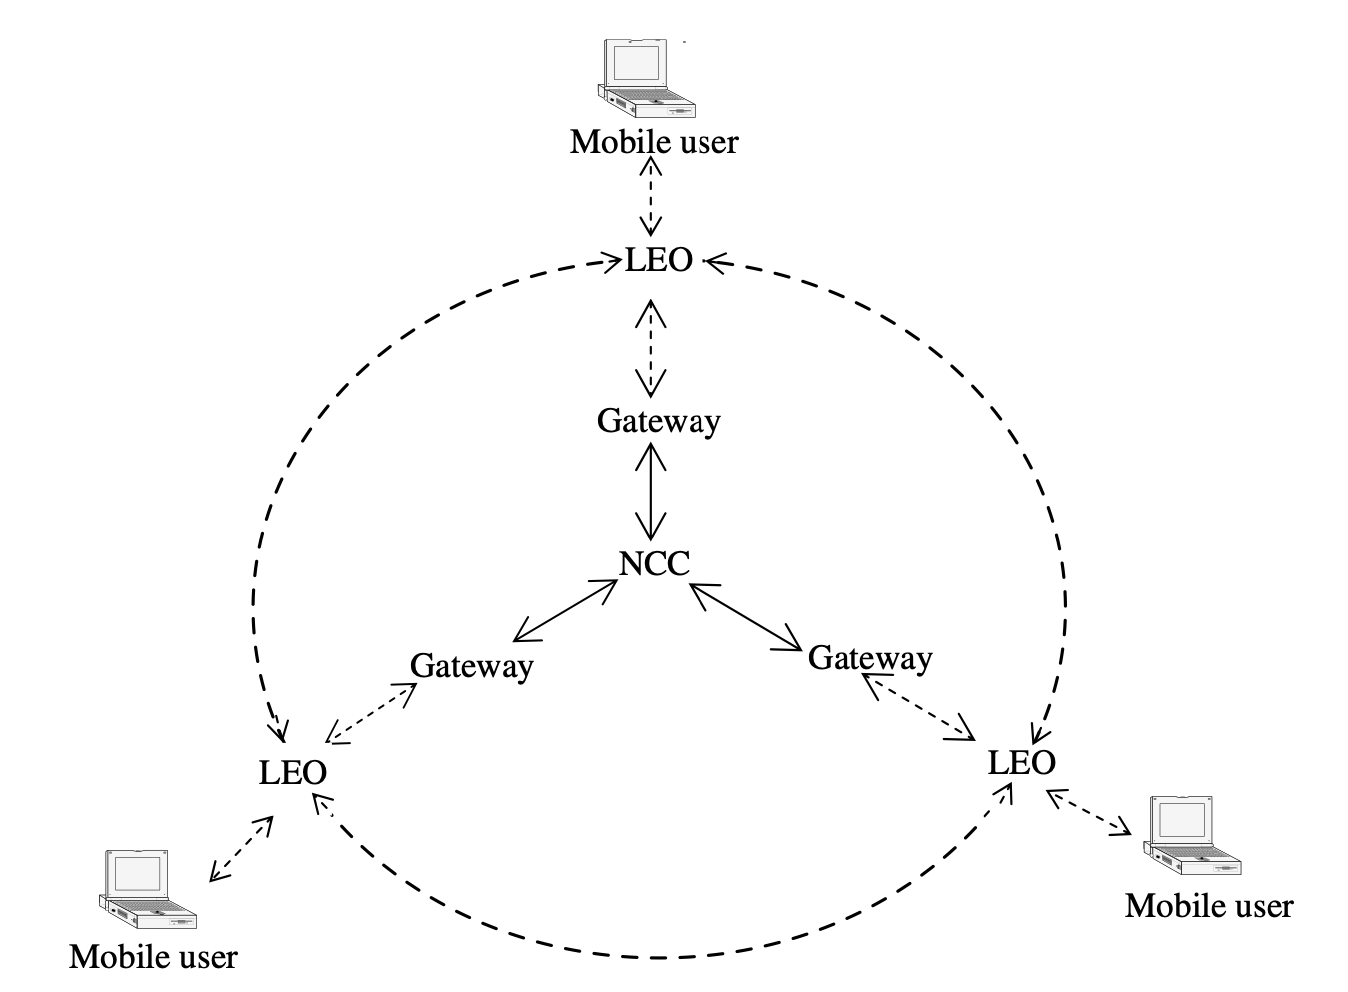 Mobile user
LEO
Gateway
NCC
Gateway
Gateway
LEO
LEO
Mobile user
Mobile user